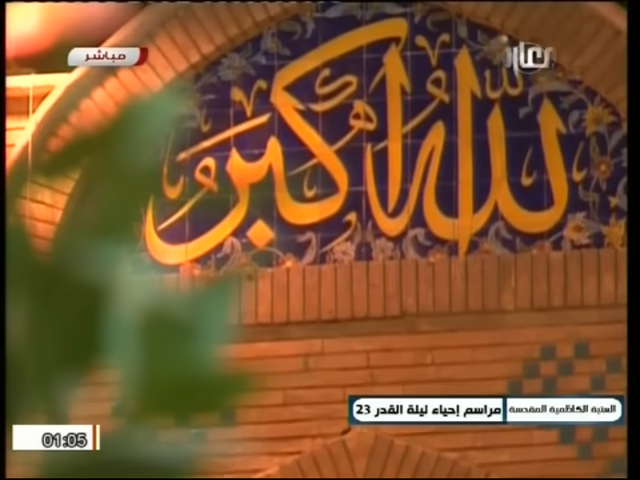 مباشر
الله أكبر
العتبة الكاظمية المقدسة
مراسم إحياء ليلة القدر 23
01:05